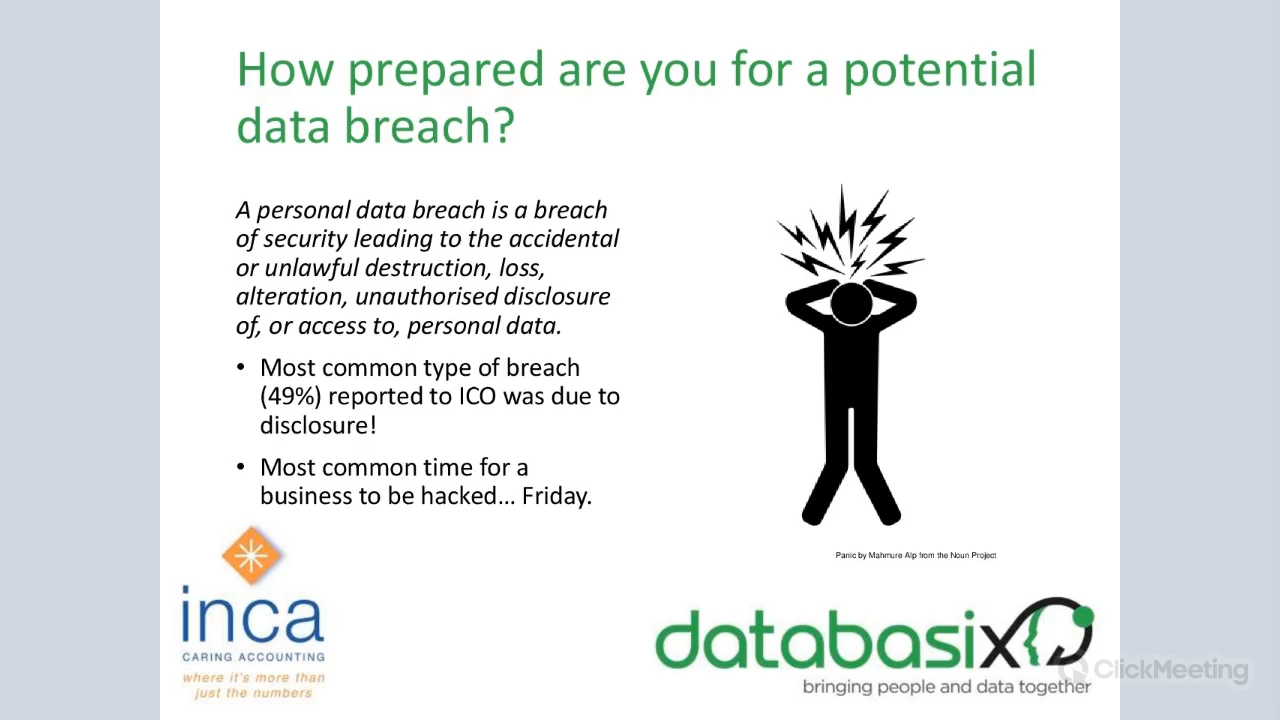 How prepared are you for a potential
data breach?
A personal data breach is a breach
of security leading to the accidental
or unlawful destruction, loss,
alteration, unauthorised disclosure
of, or access to, personal data.
• Most common type of breach
(49%) reported to ICO was due to
disclosure!
• Most common time for a
business to be hacked... Friday.
Panic by Mahmure Alp from the Noun Project
inca
CARING ACCOUNTING
where it's more than
just the numbers
databasix
bringing people and data together
ClickMeeting